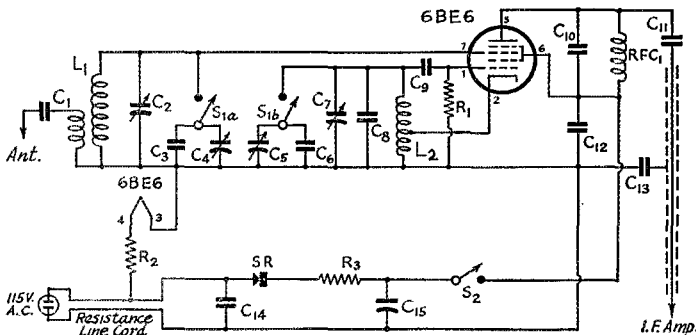 6BE6
5
C10
C11
RFC1
7
6
1
2
L1
C1
C2
S1a
S1b
C7
C9
R1
C3
C4
C5
C6
C8
L2
C12
C13
Ant.
6BE6
4
3
R2
SR
R3
S2
115V.
A.C.
C14
C15
Resistance
Line Cord
I.F. Amp.